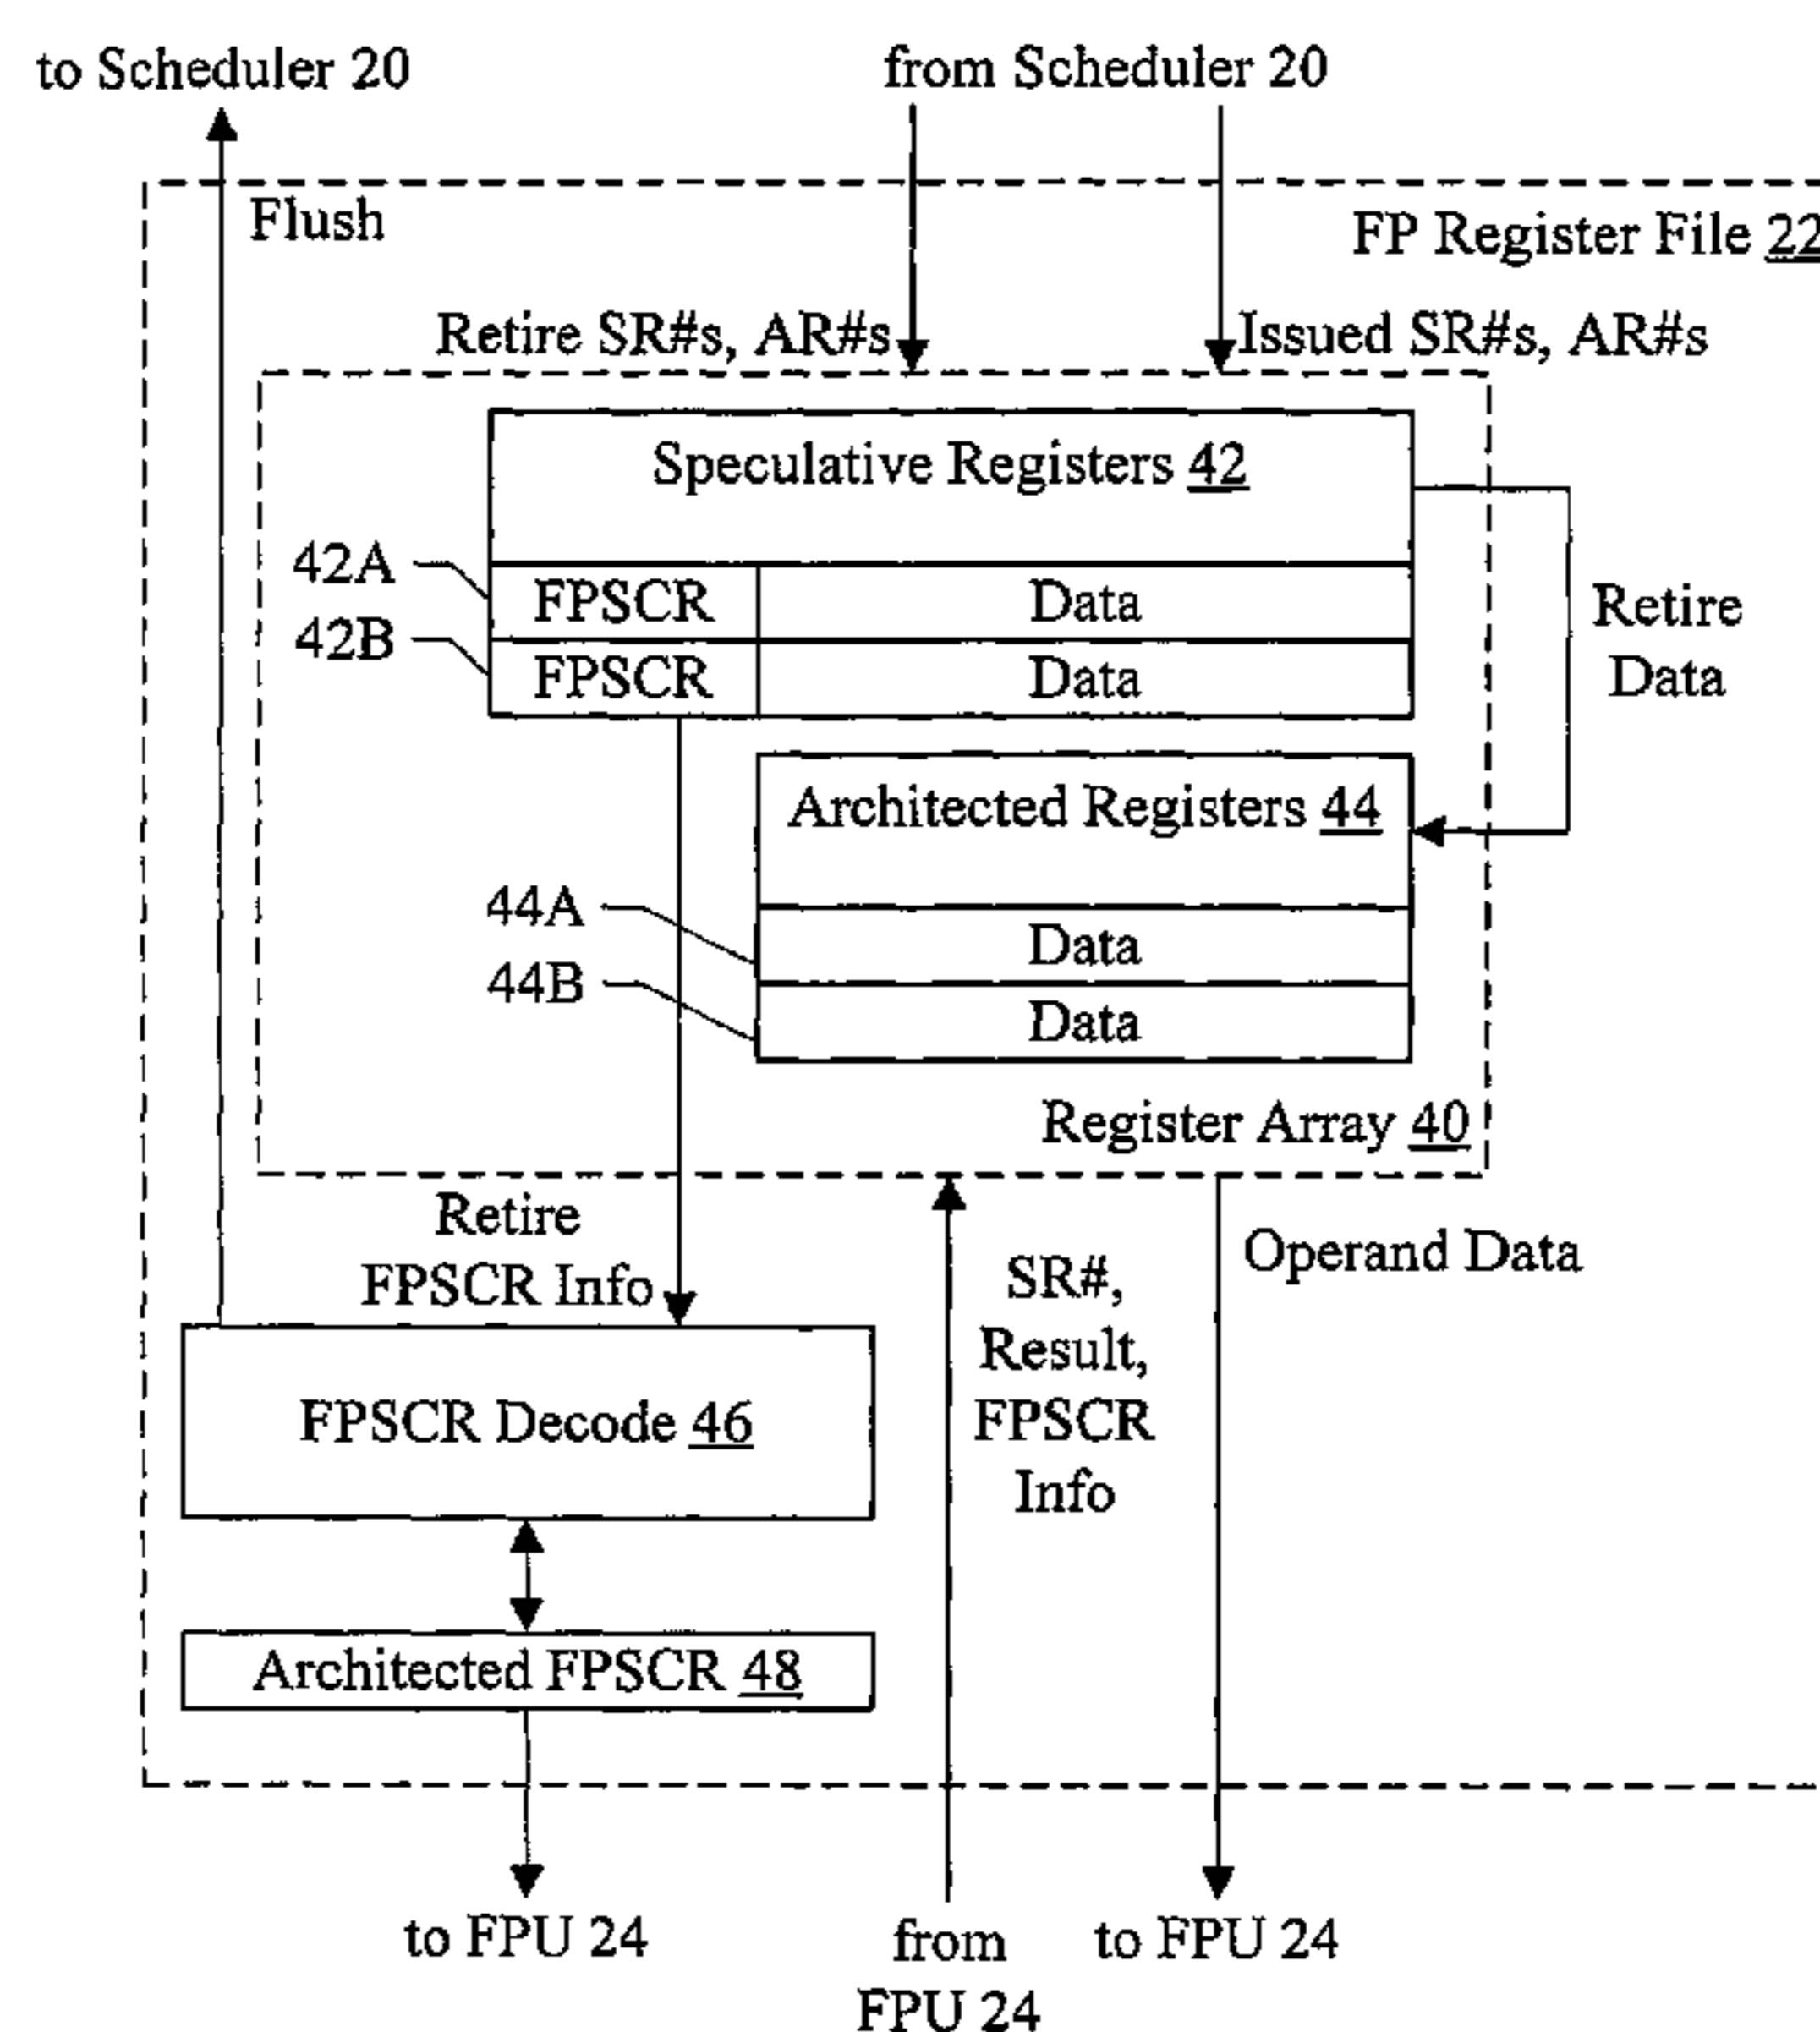 to Scheduler 20
from Scheduler 20
Flush
FP Register File 22
Retire SR#s, AR#s
Issued SR#s, AR#s
Speculative Registers 42
42A
FPSCR
Data
42B
FPSCR
Data
Retire
Data
Architected Registers 44
44A
Data
44B
Data
Register Array 40
Retire
FPSCR Info
SR#,
Result,
FPSCR
Info
Operand Data
FPSCR Decode 46
Architected FPSCR 48
to FPU 24
from
FPU 24
to FPU 24